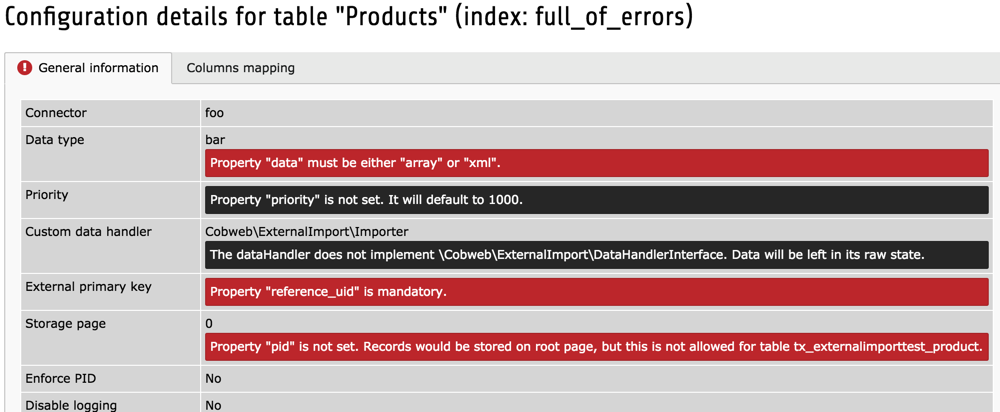 Configuration details for table "Products" (index: full_of_errors)
General information Columns mapping
Connector foo
Data type bar
Property "data" must be either "array" or "xml".
Priority Property "priority" is not set. It will default to 1000.
Custom data handler Cobweb\ExternalImport\Importer
The dataHandler does not implement \Cobweb\ExternalImport\DataHandlerInterface. Data will be left in its raw state.
External primary key Property "reference_uid" is mandatory.
Storage page 0
Property "pid" is not set. Records would be stored on root page, but this is not allowed for table tx_externalimporttest_product.
Enforce PID No
Disable logging No